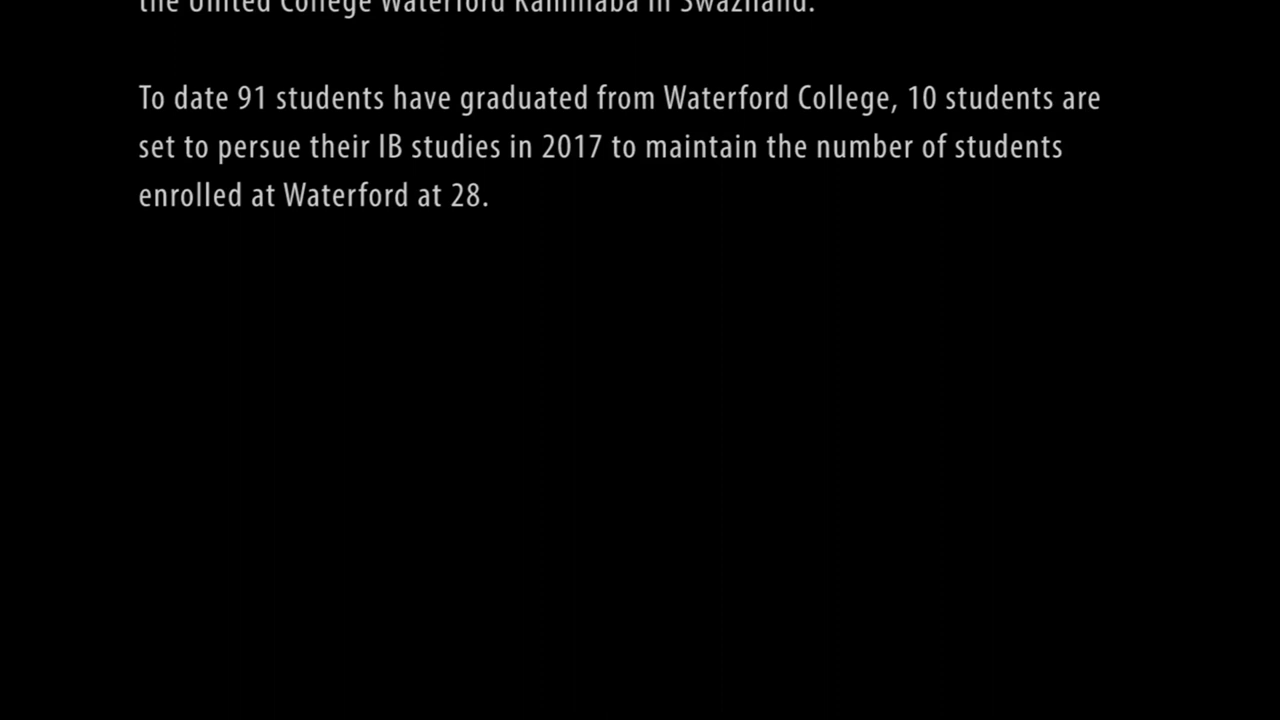 the United College Waterford Kamhlaba in Swaziland.
To date 91 students have graduated from Waterford College, 10 students are
set to persue their IB studies in 2017 to maintain the number of students
enrolled at Waterford at 28.